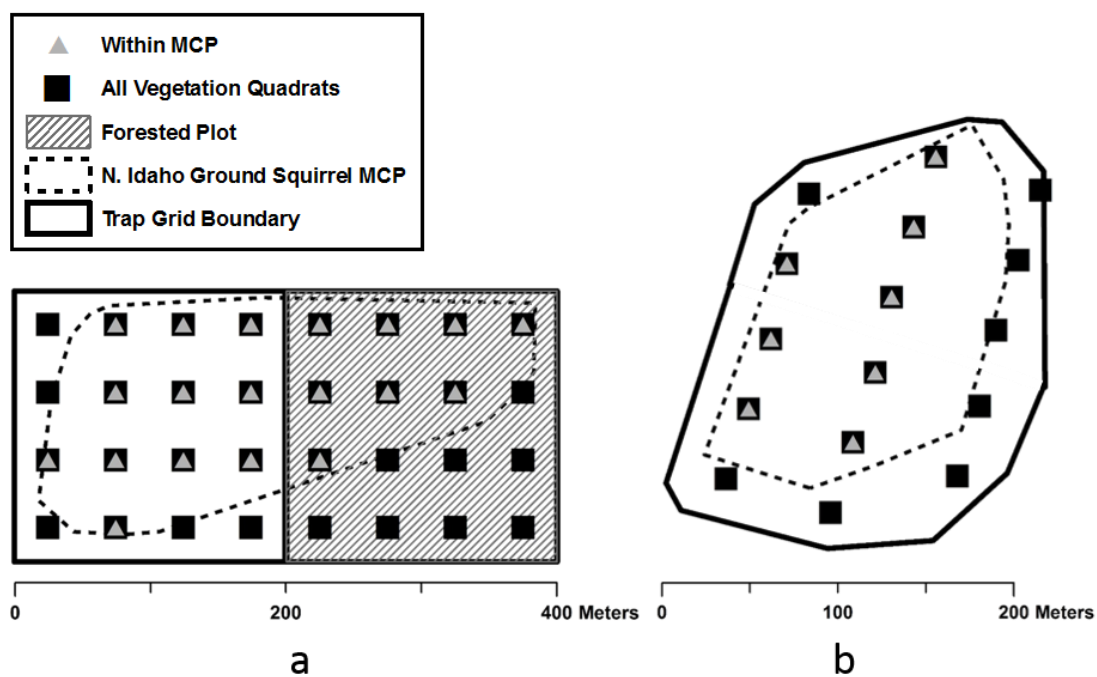 Within MCP
All Vegetation Quadrats
Forested Plot
N. Idaho Ground Squirrel MCP
Trap Grid Boundary
0 200 400 Meters
0 100 200 Meters
a
b